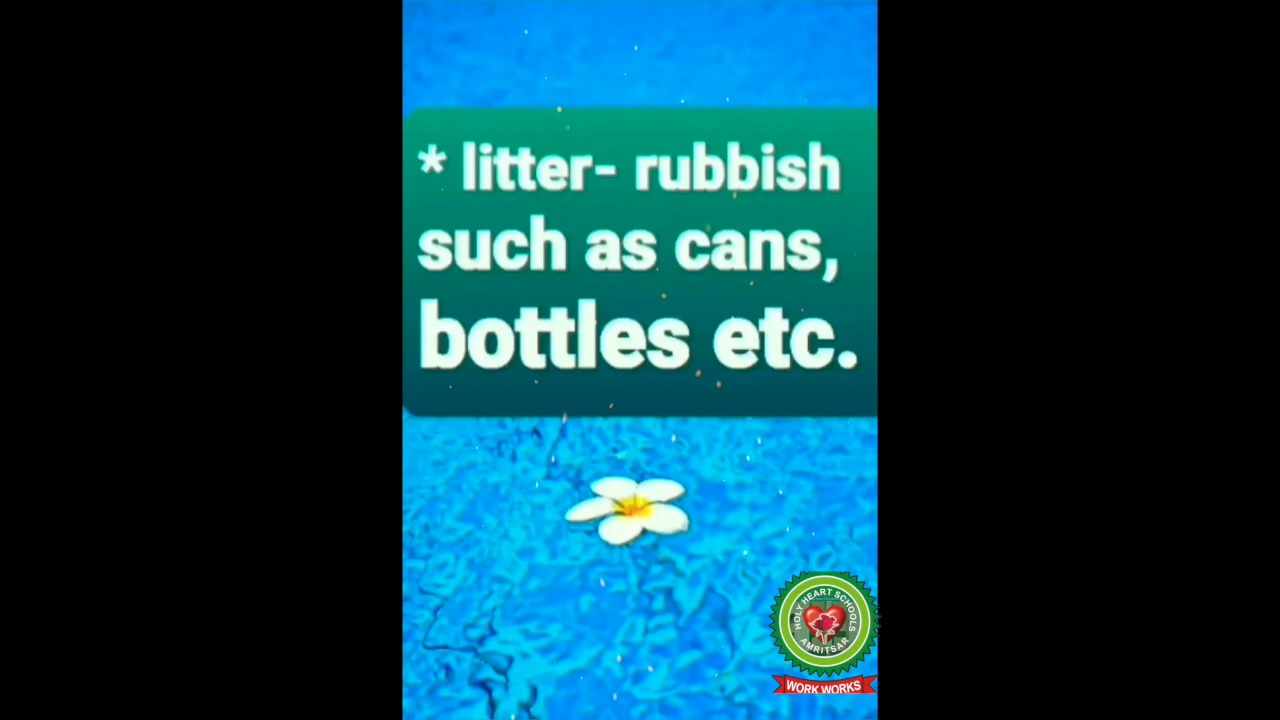 * litter- rubbish
such as cans,
bottles etc.
HOLY HEART SCHOOLS
AMRITSAR
WORK WORKS